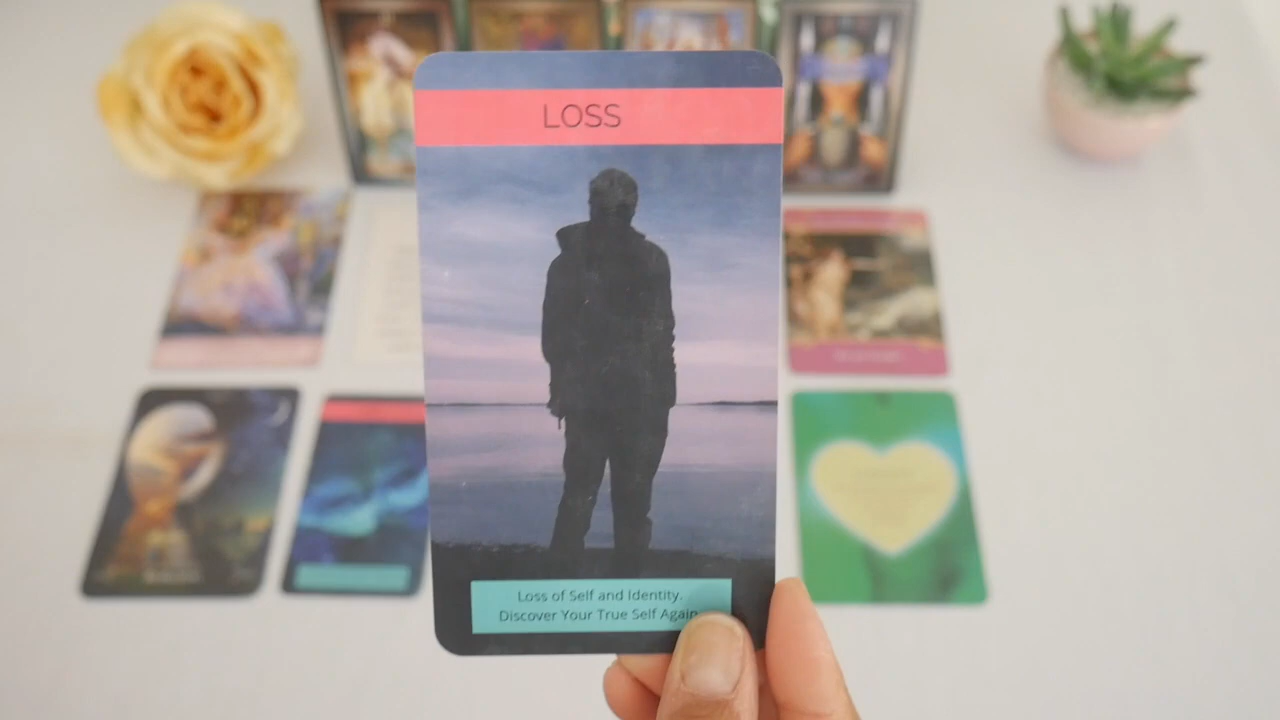 LOSS
Loss of Self and Identity.
Discover Your True Self Again